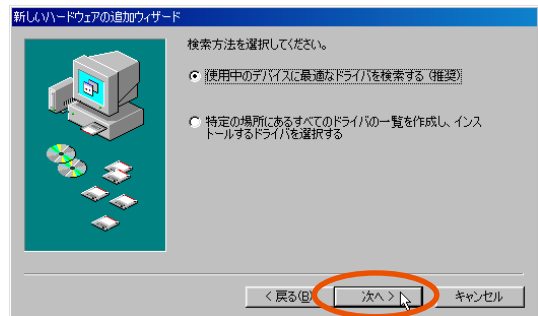 新しいハードウェアの追加ウィザード
検索方法を選択してください。
使用中のデバイスに最適なドライバを検索する（推奨）
特定の場所にあるすべてのドライバの一覧を作成し、インス
トールするドライバを選択する
< 戻る(B) 次へ > キャンセル